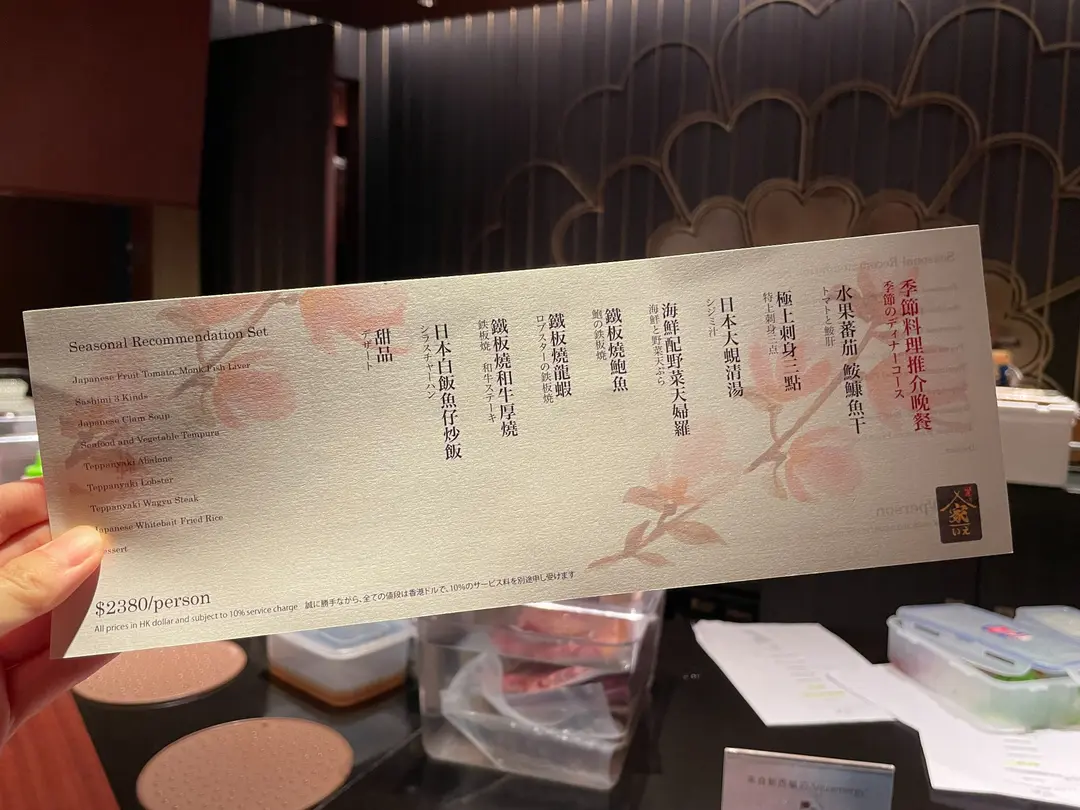 Seasonal Recommendation Set
Japanese Fruit Tomato, Monk Fish Liver
Sashimi 3 Kinds
Japanese Clam Soup
Seafood and Vegetable Tempura
Teppanyaki Abalone
Teppanyaki Lobster
Teppanyaki Wagyu Steak
Japanese Whitebait Fried Rice
essert
$2380/person
All prices in HK dollar and subject to 10% service charge 誠に勝手ながら、全ての値段は香港ドルで、10%のサービス料を別途申し受けます
季節料理推介晚餐
季節のディナーコース
水果蕃茄 鮟鱇魚干
トマトと鮟肝
極上刺身三點
特上刺身三点
日本大蜆清湯
シジミ汁
海鮮配野菜天婦羅
海鮮と野菜天ぷら
鐵板燒鮑魚
鮑の鉄板焼
鐵板燒龍蝦
ロブスターの鉄板焼
鐵板燒和牛厚燒
鉄板焼 和牛ステーキ
日本白飯魚仔炒飯
シラスチャーハン
甜品
デザート